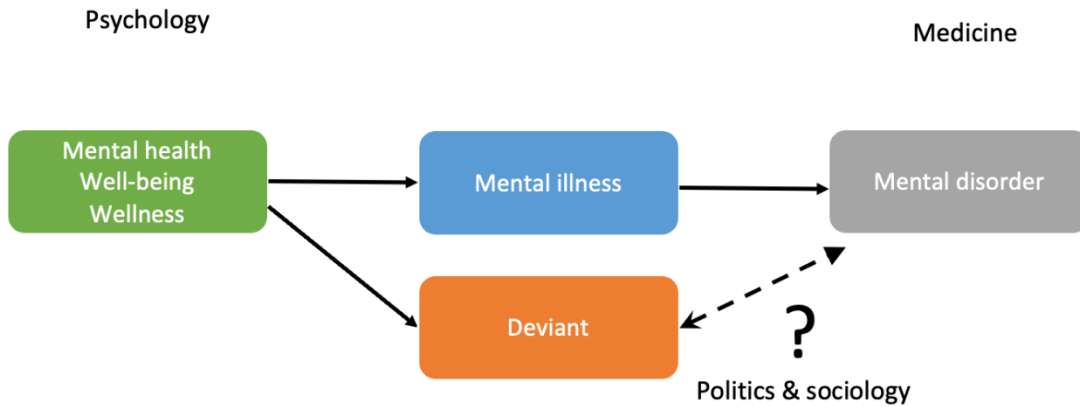 Psychology
Medicine
Mental health
Well-being
Wellness
Mental illness
Mental disorder
Deviant
?
Politics & sociology